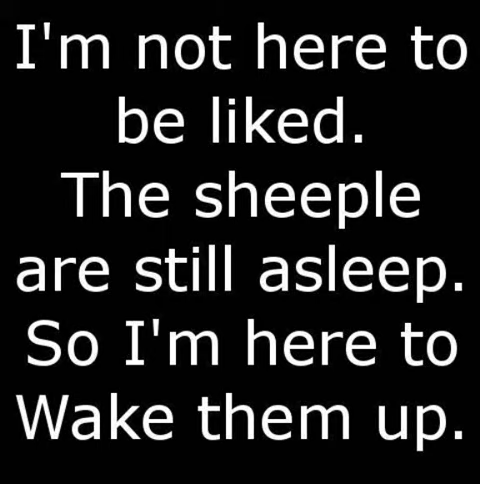 I'm not here to
be liked.
The sheeple
are still asleep.
So I'm here to
Wake them up.